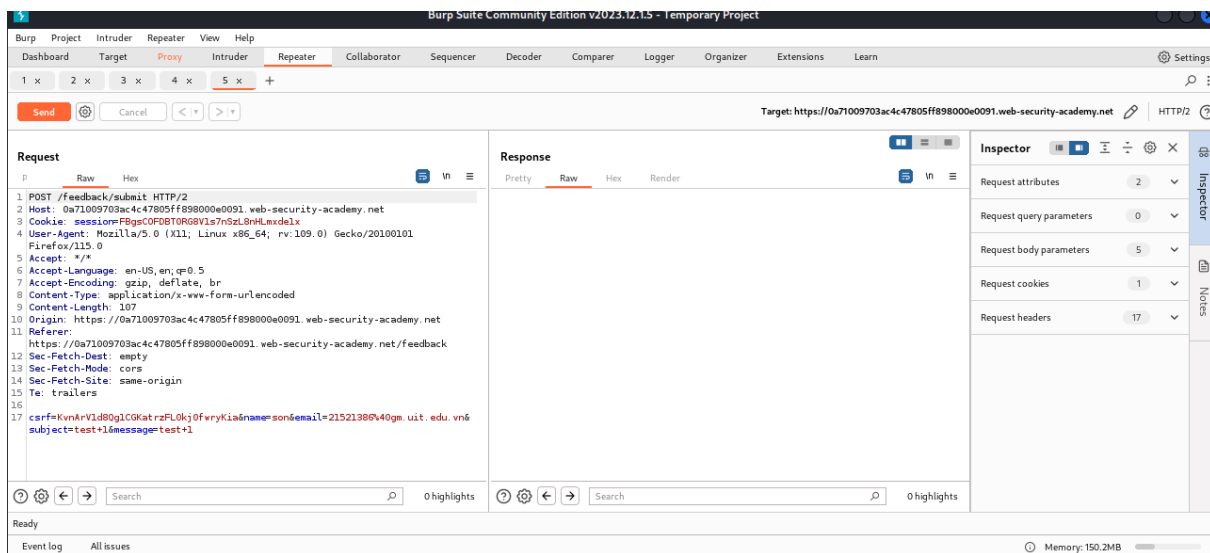 Burp Suite Community Edition v2023.12.1.5 - Temporary Project
Burp Project Intruder Repeater View Help
Dashboard Target Proxy Intruder Repeater Collaborator Sequencer Decoder Comparer Logger Organizer Extensions Learn Settings
1 × 2 × 3 × 4 × 5 × +
Send Cancel < > Target: https://0a71009703ac4c47805ff898000e0091.web-security-academy.net HTTP/2
Request
P Raw Hex \n
1 POST /feedback/submit HTTP/2
2 Host: 0a71009703ac4c47805ff898000e0091.web-security-academy.net
3 Cookie: session=FBgsCOFDBT0RG8V1s7nSzL8nHLmxdelx
4 User-Agent: Mozilla/5.0 (X11; Linux x86_64; rv:109.0) Gecko/20100101
Firefox/115.0
5 Accept: */*
6 Accept-Language: en-US,en;q=0.5
7 Accept-Encoding: gzip, deflate, br
8 Content-Type: application/x-www-form-urlencoded
9 Content-Length: 107
10 Origin: https://0a71009703ac4c47805ff898000e0091.web-security-academy.net
11 Referer:
https://0a71009703ac4c47805ff898000e0091.web-security-academy.net/feedback
12 Sec-Fetch-Dest: empty
13 Sec-Fetch-Mode: cors
14 Sec-Fetch-Site: same-origin
15 Te: trailers
16
17 csrf=KvnArV1d8Qg1CGKatrzFL0kj0fwryKia&name=son&email=21521386%40gm.uit.edu.vn&
subject=test+1&message=test+1
Search 0 highlights
Response
Pretty Raw Hex Render \n
Search 0 highlights
Inspector
Request attributes 2
Request query parameters 0
Request body parameters 5
Request cookies 1
Request headers 17
Inspector
Notes
Ready
Event log All issues Memory: 150.2MB